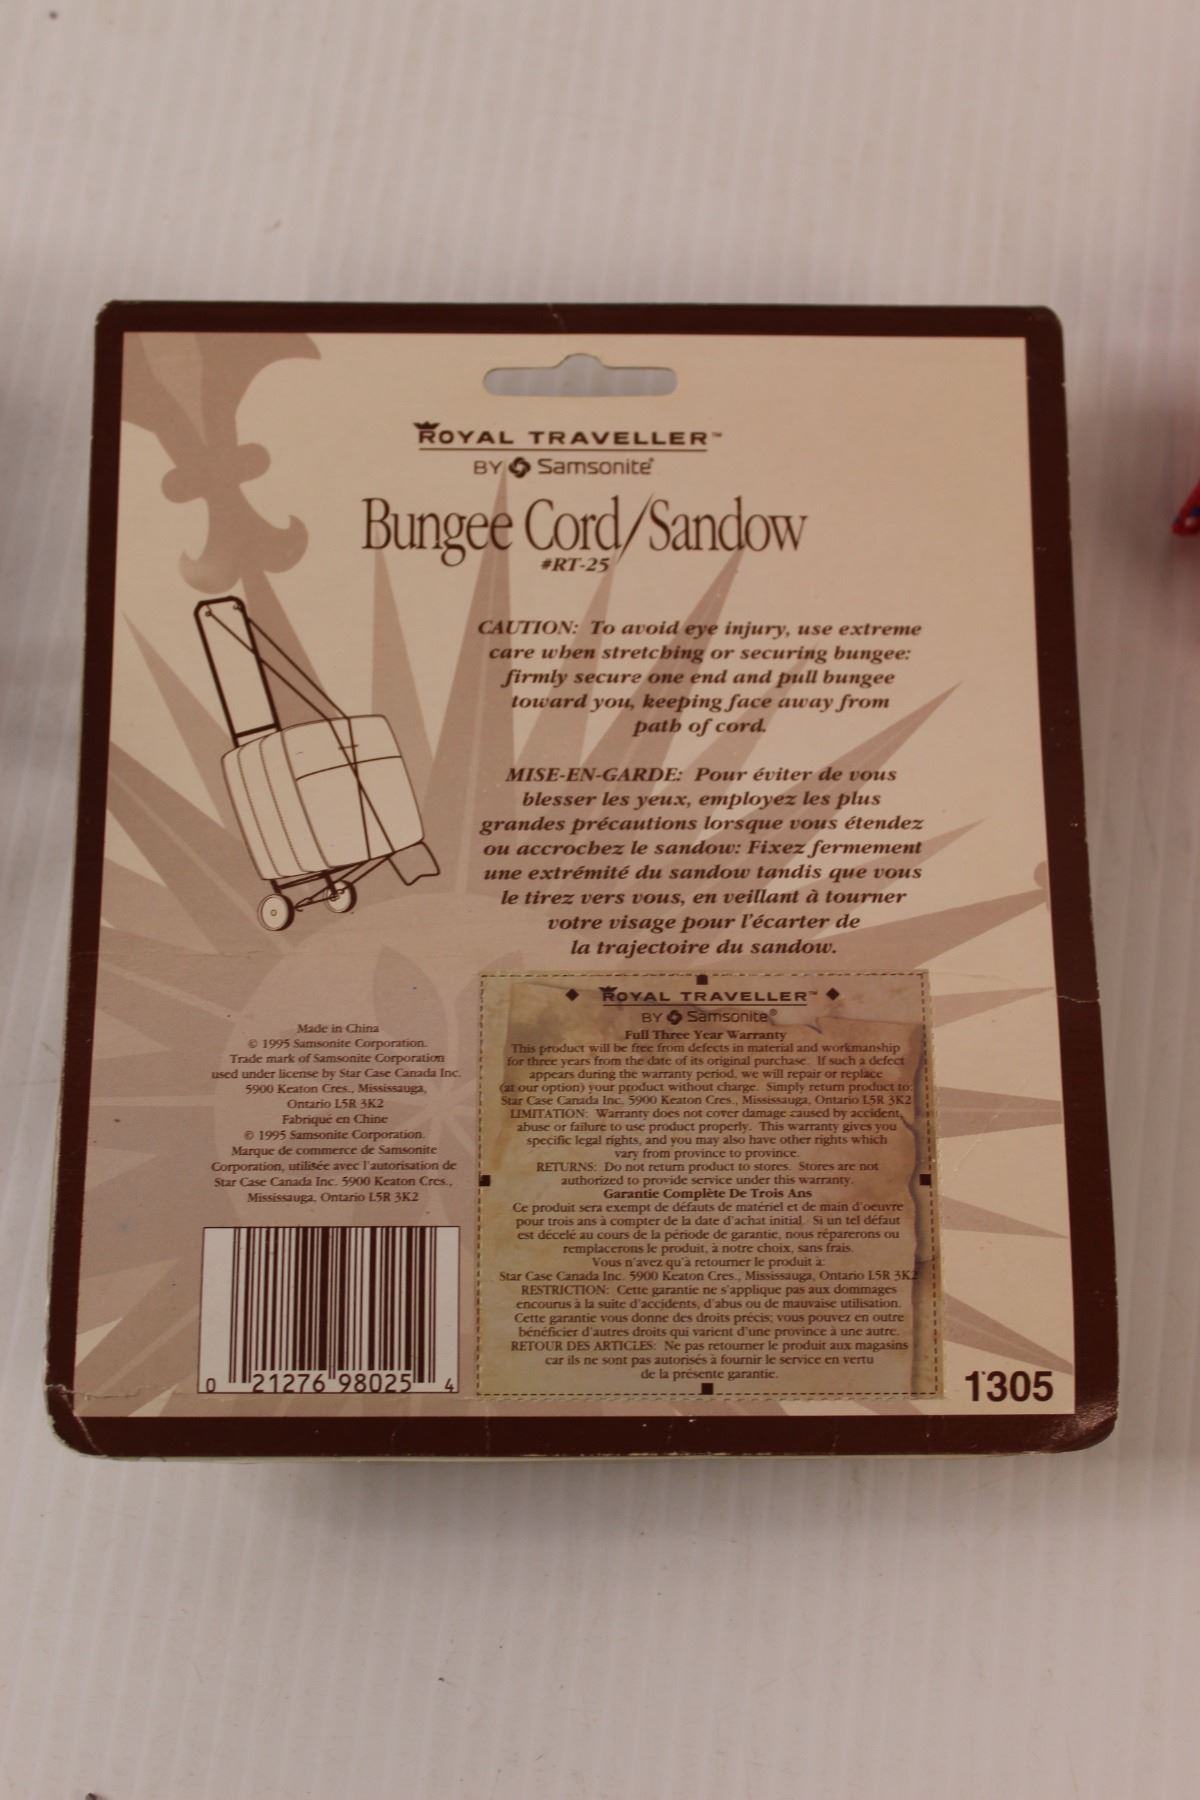 ROYAL TRAVELLER™
BY Samsonite®
Bungee Cord/Sandow
#RT-25
CAUTION: To avoid eye injury, use extreme
care when stretching or securing bungee:
firmly secure one end and pull bungee
toward you, keeping face away from
path of cord.
MISE-EN-GARDE: Pour éviter de vous
blesser les yeux, employez les plus
grandes précautions lorsque vous étendez
ou accrochez le sandow: Fixez fermement
une extrémité du sandow tandis que vous
le tirez vers vous, en veillant à tourner
votre visage pour l'écarter de
la trajectoire du sandow.
Made in China
© 1995 Samsonite Corporation.
Trade mark of Samsonite Corporation
used under license by Star Case Canada Inc.
5900 Keaton Cres., Mississauga,
Ontario L5R 3K2
Fabriqué en Chine
© 1995 Samsonite Corporation.
Marque de commerce de Samsonite
Corporation, utilisée avec l'autorisation de
Star Case Canada Inc. 5900 Keaton Cres.,
Mississauga, Ontario L5R 3K2
0 21276 98025 4
ROYAL TRAVELLER™
BY Samsonite®
Full Three Year Warranty
This product will be free from defects in material and workmanship
for three years from the date of its original purchase. If such a defect
appears during the warranty period, we will repair or replace
(at our option) your product without charge. Simply return product to:
Star Case Canada Inc. 5900 Keaton Cres., Mississauga, Ontario L5R 3K2
LIMITATION: Warranty does not cover damage caused by accident,
abuse or failure to use product properly. This warranty gives you
specific legal rights, and you may also have other rights which
vary from province to province.
RETURNS: Do not return product to stores. Stores are not
authorized to provide service under this warranty.
Garantie Complète De Trois Ans
Ce produit sera exempt de défauts de matériel et de main d'oeuvre
pour trois ans à compter de la date d'achat initial. Si un tel défaut
est décelé au cours de la période de garantie, nous réparerons ou
remplacerons le produit, à notre choix, sans frais.
Vous n'avez qu'à retourner le produit à:
Star Case Canada Inc. 5900 Keaton Cres., Mississauga, Ontario L5R 3K2
RESTRICTION: Cette garantie ne s'applique pas aux dommages
encourus à la suite d'accidents, d'abus ou de mauvaise utilisation.
Cette garantie vous donne des droits précis; vous pouvez en outre
bénéficier d'autres droits qui varient d'une province à une autre.
RETOUR DES ARTICLES: Ne pas retourner le produit aux magasins
car ils ne sont pas autorisés à fournir le service en vertu
de la présente garantie.
1305